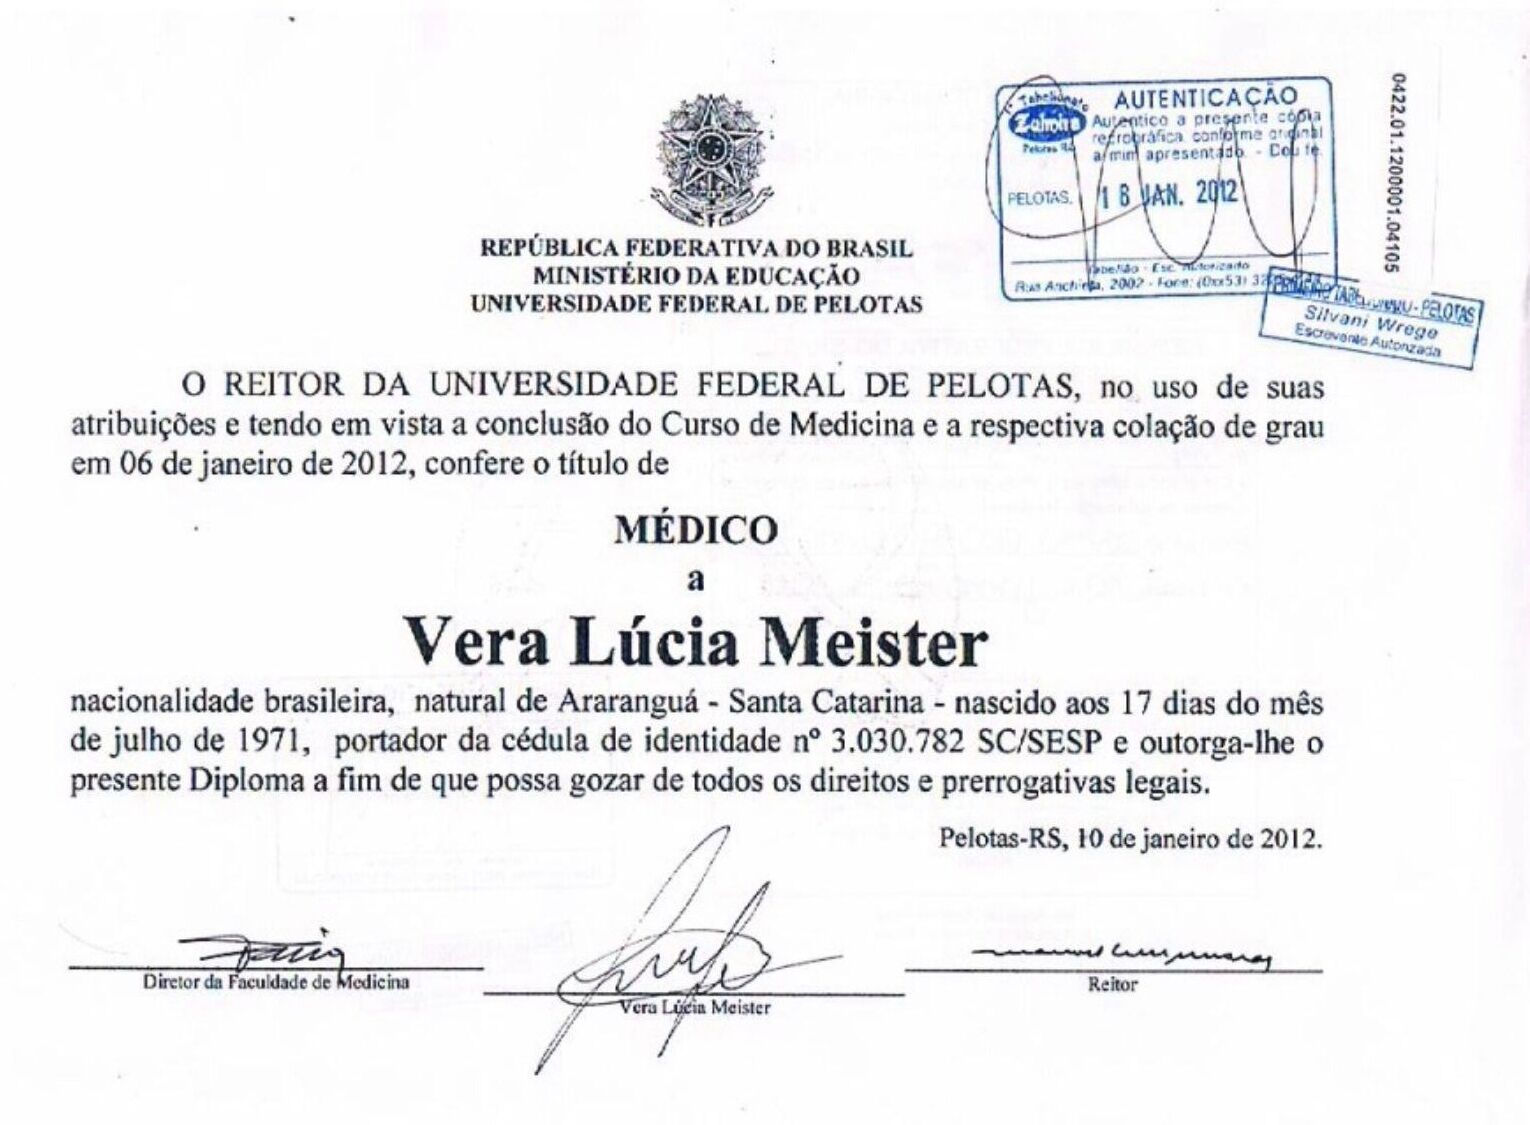 REPÚBLICA FEDERATIVA DO BRASIL
MINISTÉRIO DA EDUCAÇÃO
UNIVERSIDADE FEDERAL DE PELOTAS
1º Tabelionato
Pelotas
AUTENTICAÇÃO
Autentico a presente cópia
reprográfica conforme original
a mim apresentado. - Dou fé.
PELOTAS, 18 JAN. 2012
Tabelião - Esc. Autorizado
Rua Anchieta, 2002 - Fone: (0xx53)
0422.01.1200001.04105
PRIMEIRO TABELIONATO - PELOTAS
Silvani Wrege
Escrevente Autorizada
O REITOR DA UNIVERSIDADE FEDERAL DE PELOTAS, no uso de suas
atribuições e tendo em vista a conclusão do Curso de Medicina e a respectiva colação de grau
em 06 de janeiro de 2012, confere o título de
MÉDICO
a
Vera Lúcia Meister
nacionalidade brasileira, natural de Araranguá - Santa Catarina - nascido aos 17 dias do mês
de julho de 1971, portador da cédula de identidade nº 3.030.782 SC/SESP e outorga-lhe o
presente Diploma a fim de que possa gozar de todos os direitos e prerrogativas legais.
Pelotas-RS, 10 de janeiro de 2012.
Diretor da Faculdade de Medicina
Vera Lúcia Meister
Reitor